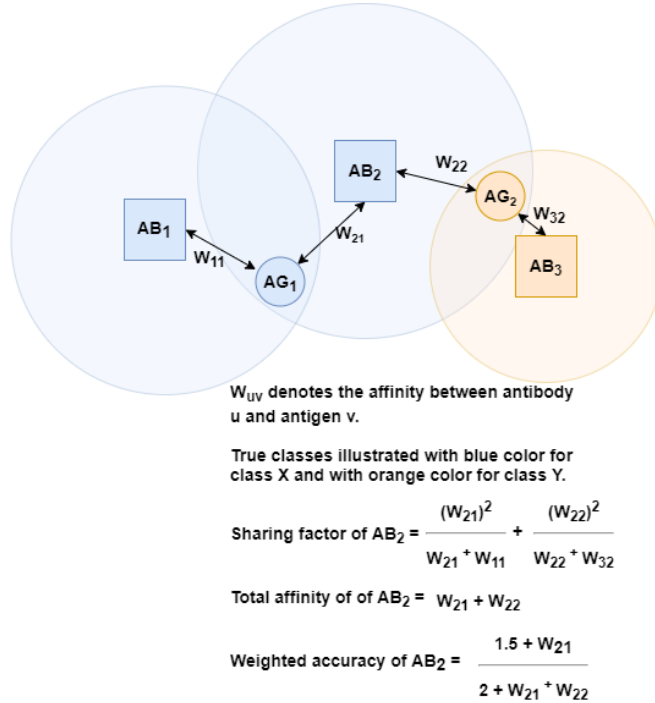 W22
AB2
AG2
W32
AB1
W21
W11
AG1
AB3
Wuv denotes the affinity between antibody
u and antigen v.
True classes illustrated with blue color for
class X and with orange color for class Y.
Sharing factor of AB2 = (W21)2 / W21 + W11 + (W22)2 / W22 + W32
Total affinity of of AB2 = W21 + W22
Weighted accuracy of AB2 = 1.5 + W21 / 2 + W21 + W22